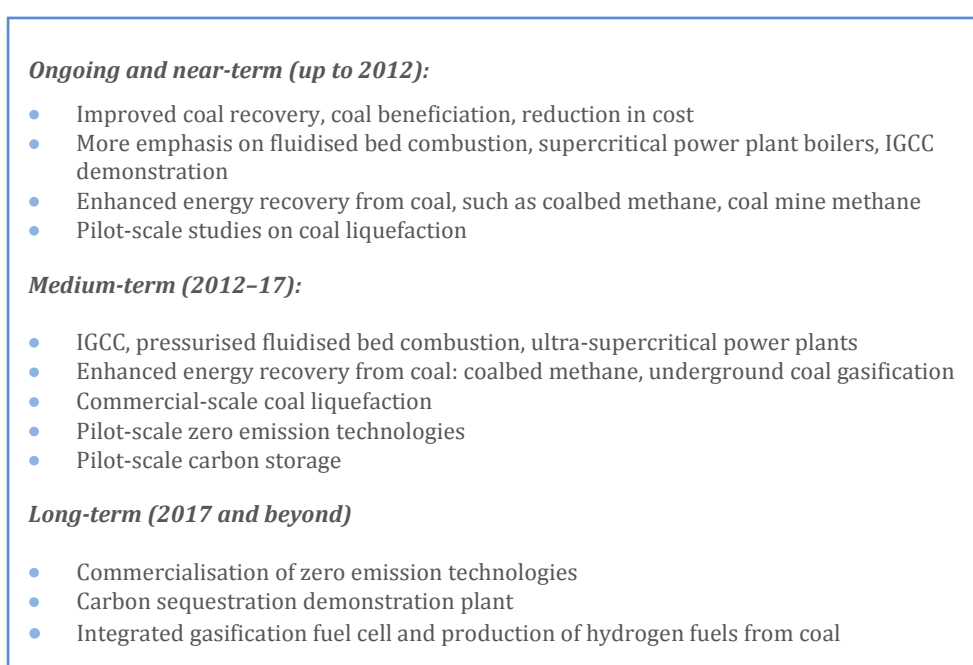 Ongoing and near-term (up to 2012):
• Improved coal recovery, coal beneficiation, reduction in cost
• More emphasis on fluidised bed combustion, supercritical power plant boilers, IGCC
demonstration
• Enhanced energy recovery from coal, such as coalbed methane, coal mine methane
• Pilot-scale studies on coal liquefaction
Medium-term (2012–17):
• IGCC, pressurised fluidised bed combustion, ultra-supercritical power plants
• Enhanced energy recovery from coal: coalbed methane, underground coal gasification
• Commercial-scale coal liquefaction
• Pilot-scale zero emission technologies
• Pilot-scale carbon storage
Long-term (2017 and beyond)
• Commercialisation of zero emission technologies
• Carbon sequestration demonstration plant
• Integrated gasification fuel cell and production of hydrogen fuels from coal